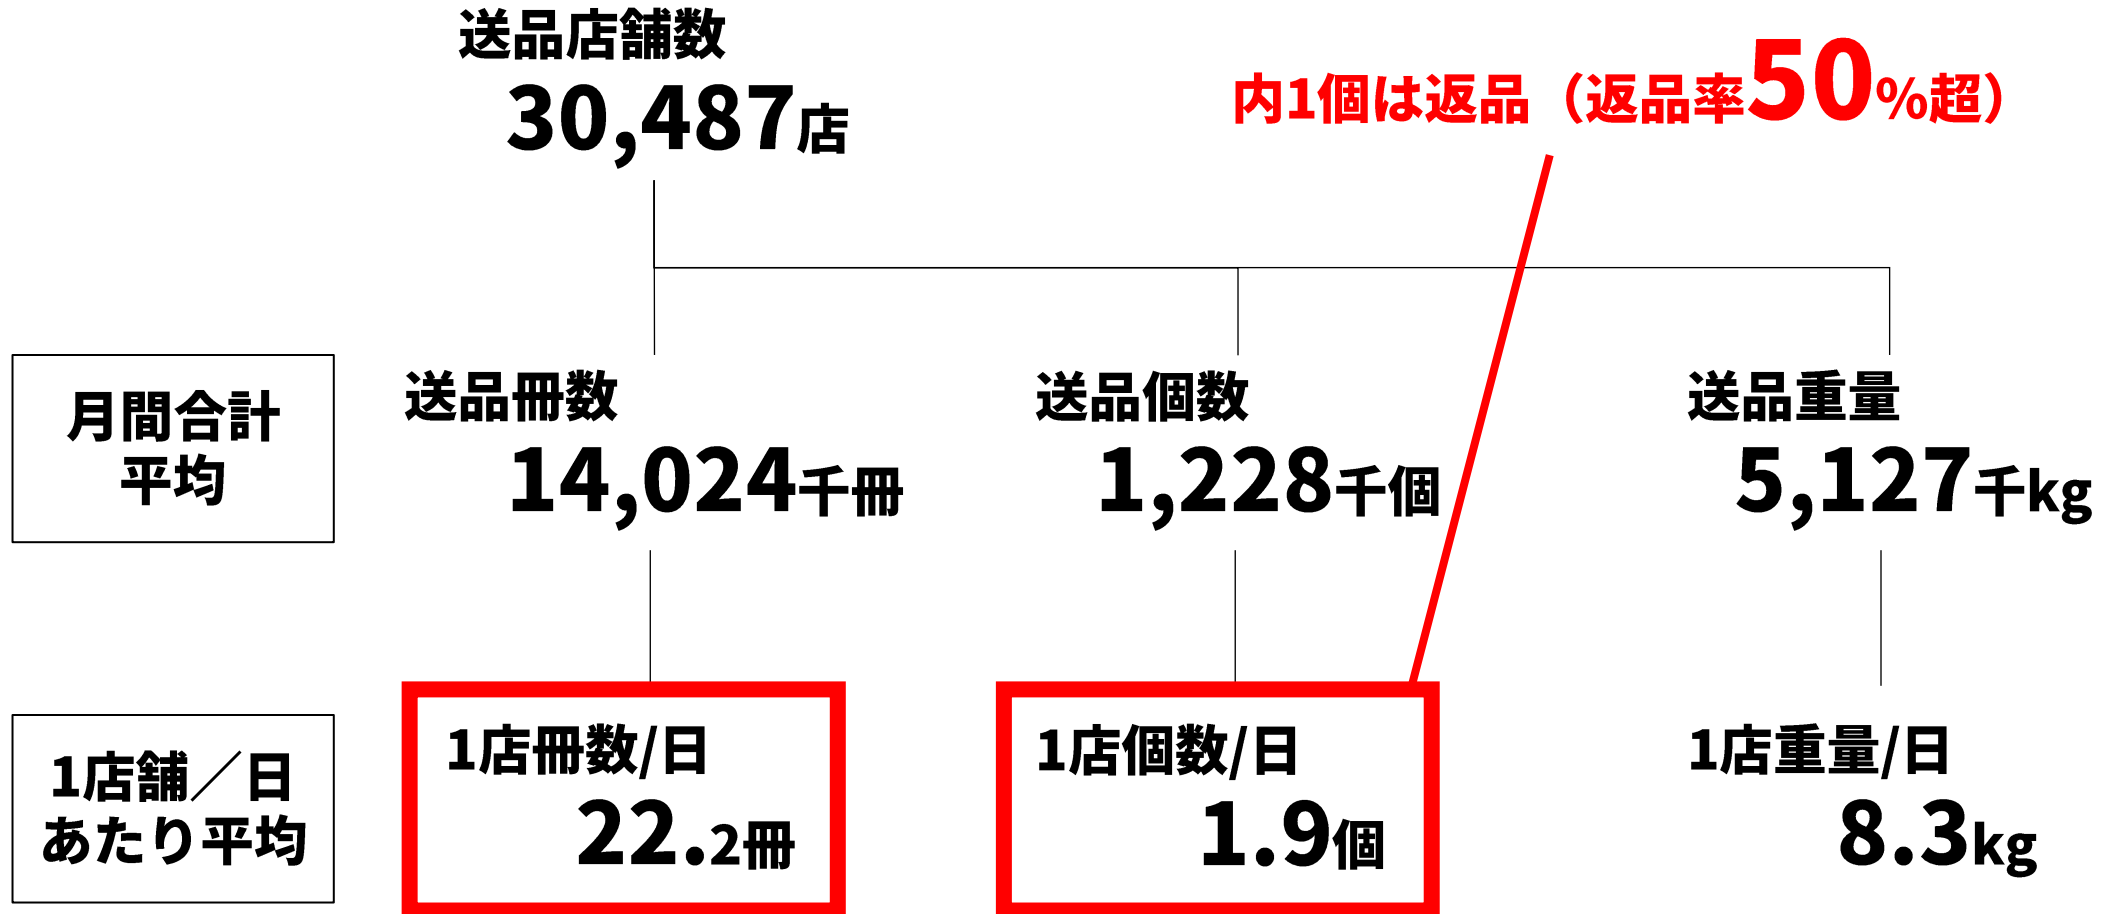 送品店舗数
30,487店
内1個は返品（返品率50%超）
月間合計
平均
送品冊数
14,024千冊
送品個数
1,228千個
送品重量
5,127千kg
1店舗／日
あたり平均
1店冊数/日
22.2冊
1店個数/日
1.9個
1店重量/日
8.3kg